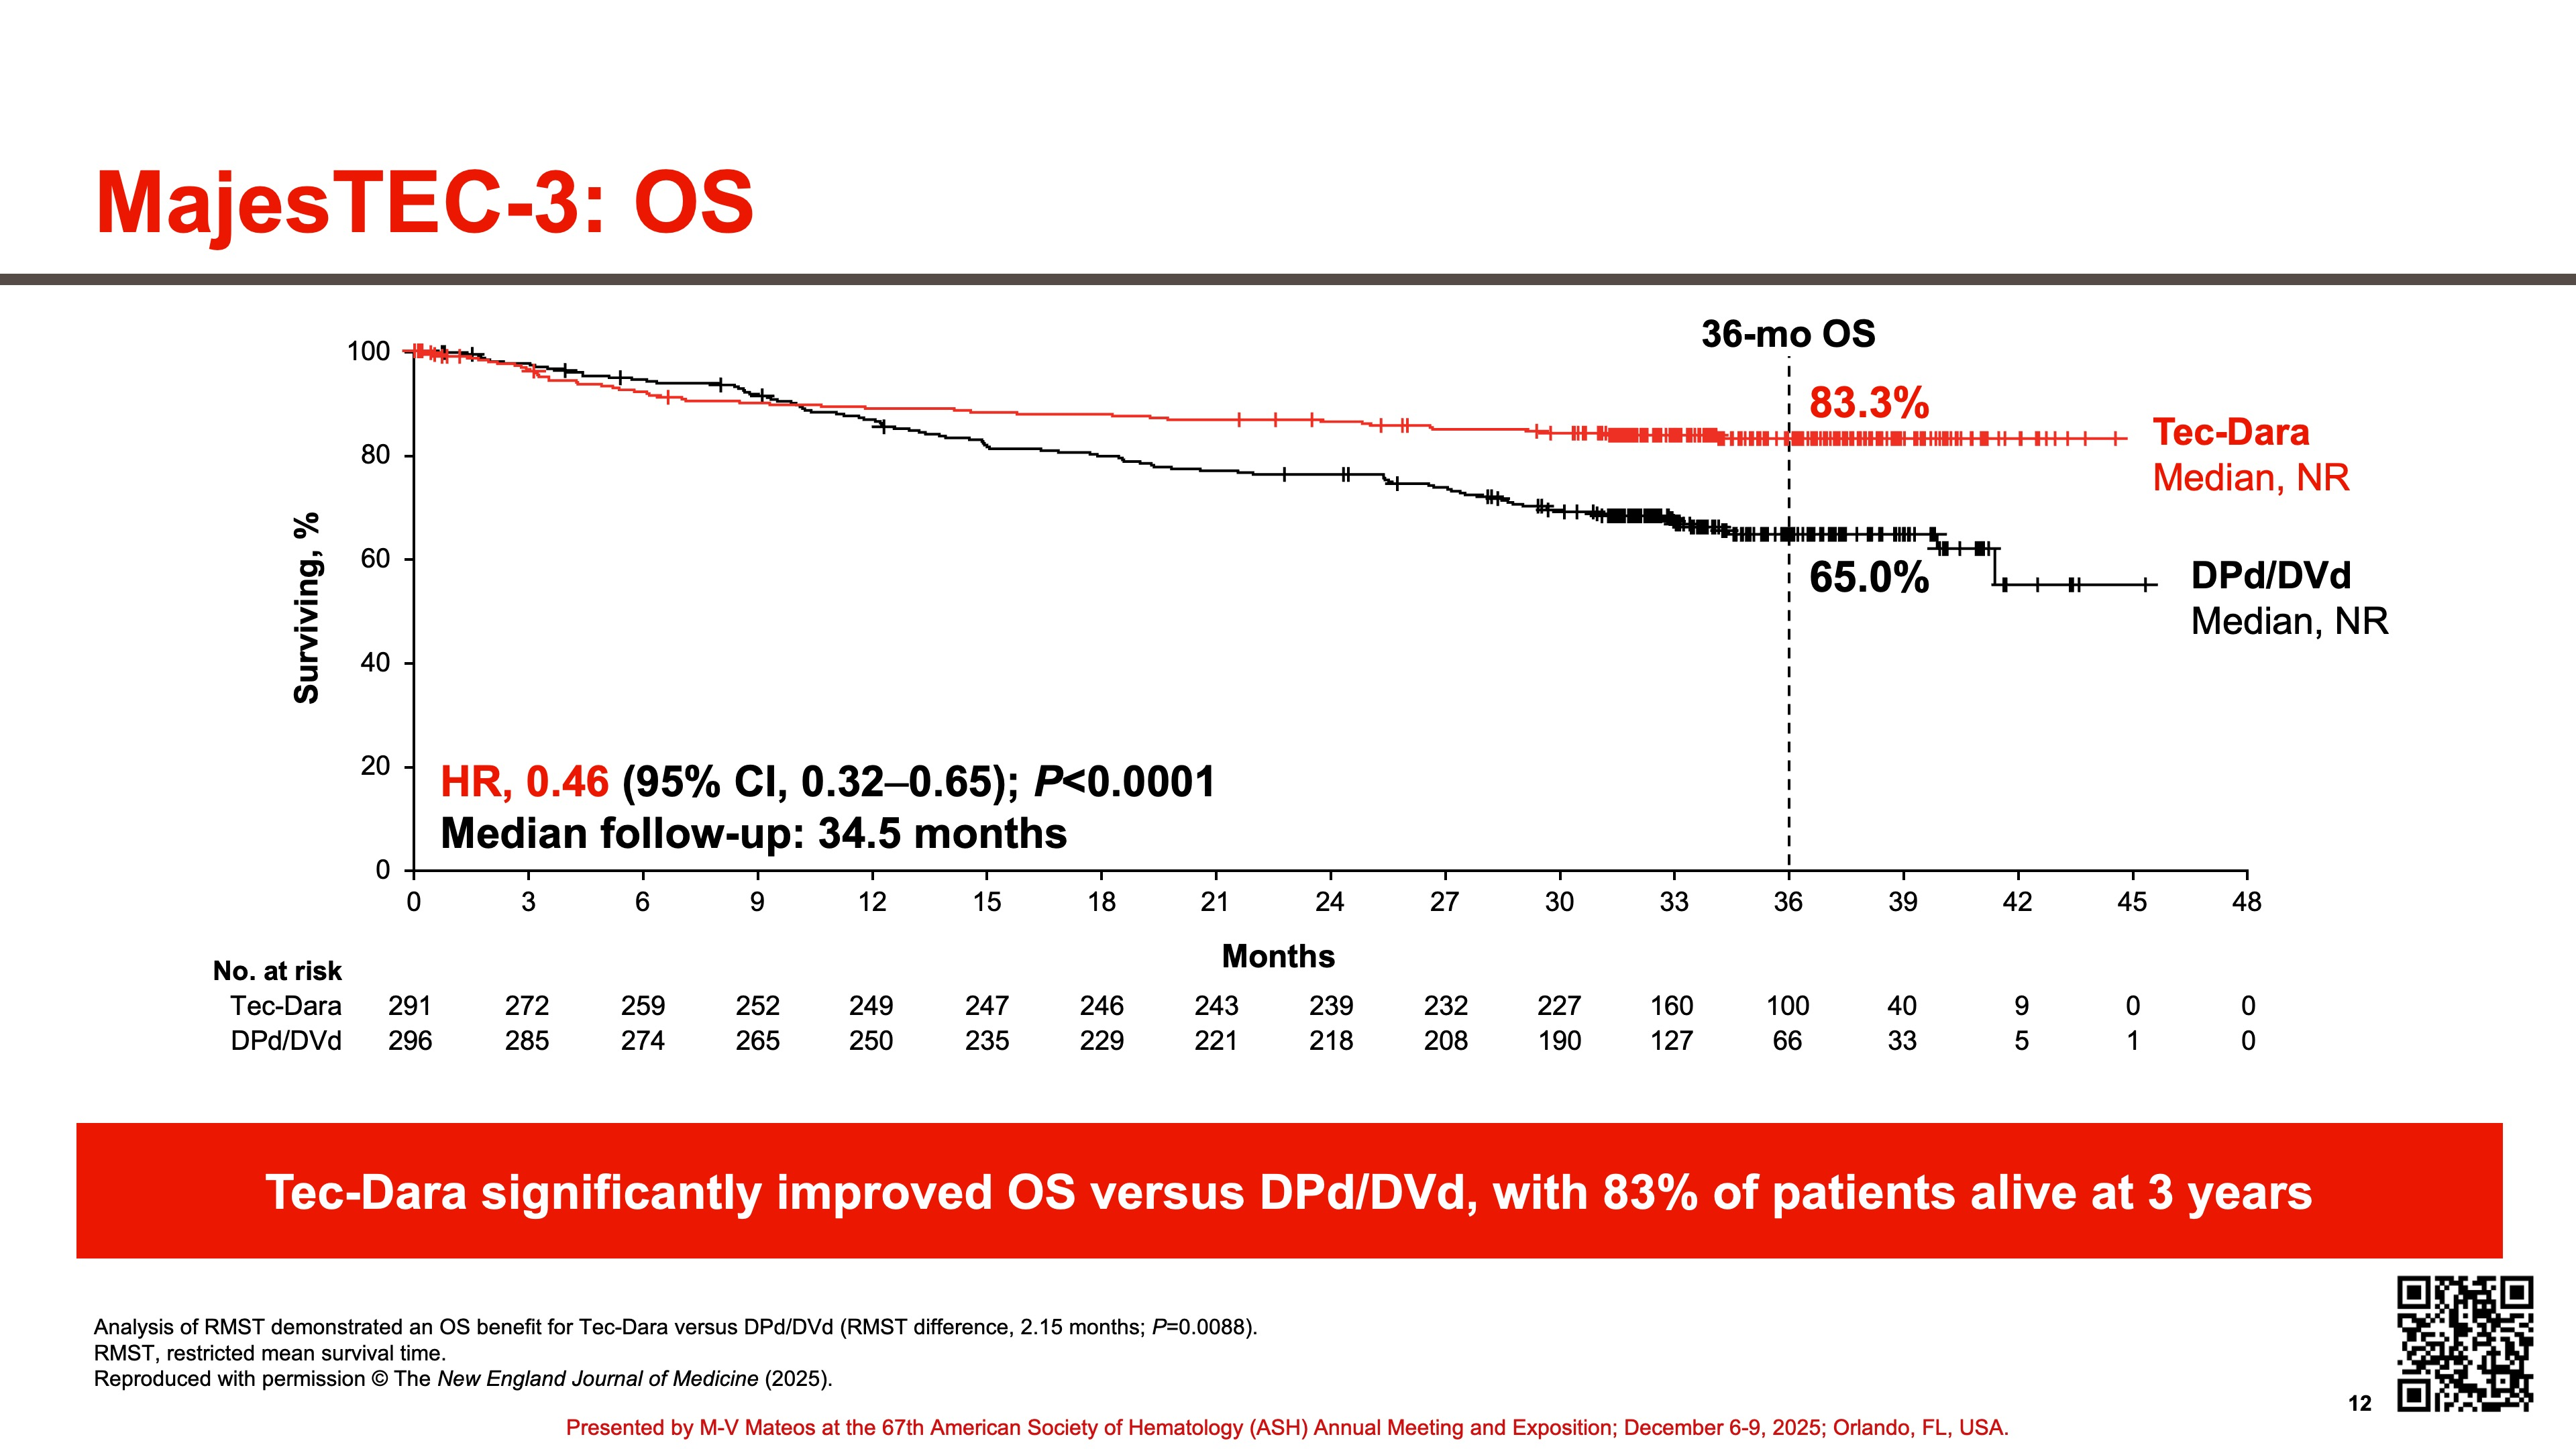 MajesTEC-3: OS
36-mo OS
100
80
60
40
20
0
Surviving, %
83.3%
Tec-Dara
Median, NR
65.0%
DPd/DVd
Median, NR
HR, 0.46 (95% CI, 0.32–0.65); P<0.0001
Median follow-up: 34.5 months
0 3 6 9 12 15 18 21 24 27 30 33 36 39 42 45 48
Months
No. at risk
Tec-Dara 291 272 259 252 249 247 246 243 239 232 227 160 100 40 9 0 0
DPd/DVd 296 285 274 265 250 235 229 221 218 208 190 127 66 33 5 1 0
Tec-Dara significantly improved OS versus DPd/DVd, with 83% of patients alive at 3 years
Analysis of RMST demonstrated an OS benefit for Tec-Dara versus DPd/DVd (RMST difference, 2.15 months; P=0.0088).
RMST, restricted mean survival time.
Reproduced with permission © The New England Journal of Medicine (2025).
12
Presented by M-V Mateos at the 67th American Society of Hematology (ASH) Annual Meeting and Exposition; December 6-9, 2025; Orlando, FL, USA.